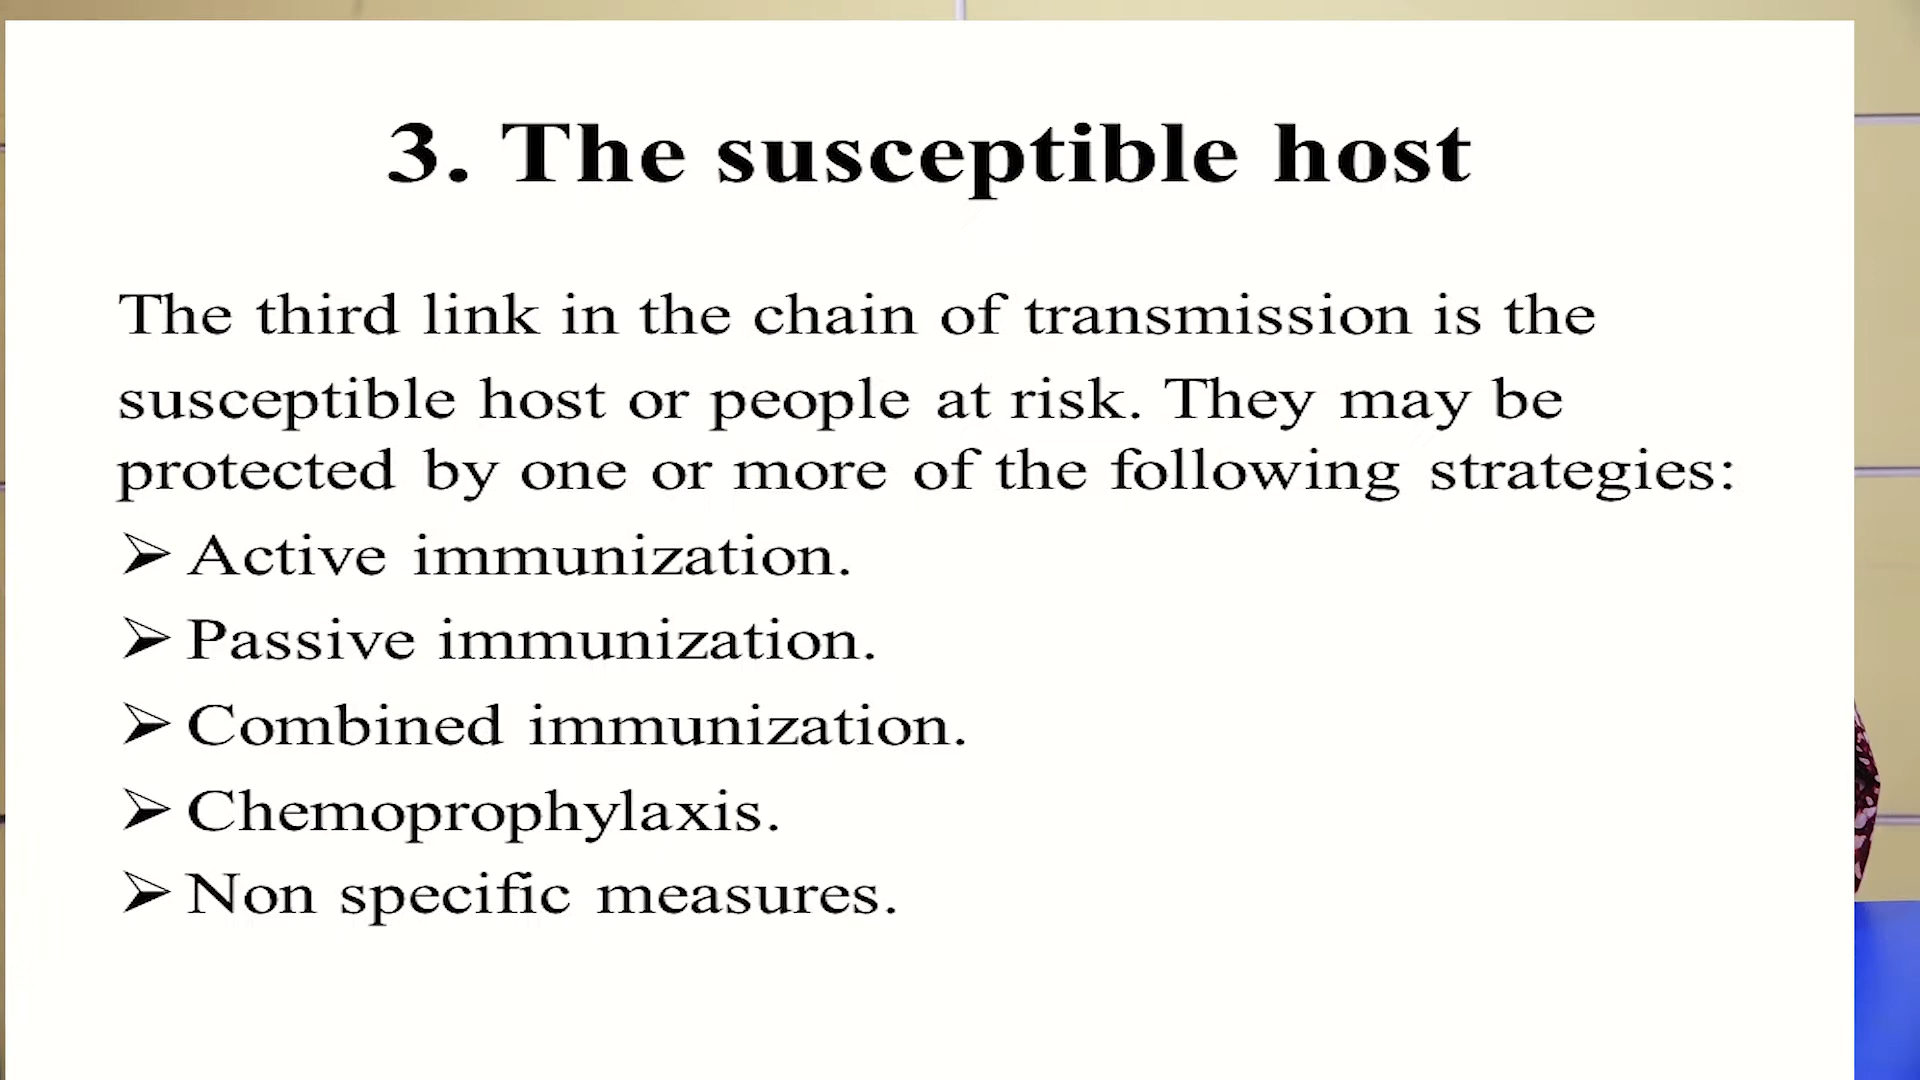 3. The susceptible host
The third link in the chain of transmission is the
susceptible host or people at risk. They may be
protected by one or more of the following strategies:
➢ Active immunization.
➢ Passive immunization.
➢ Combined immunization.
➢ Chemoprophylaxis.
➢ Non specific measures.